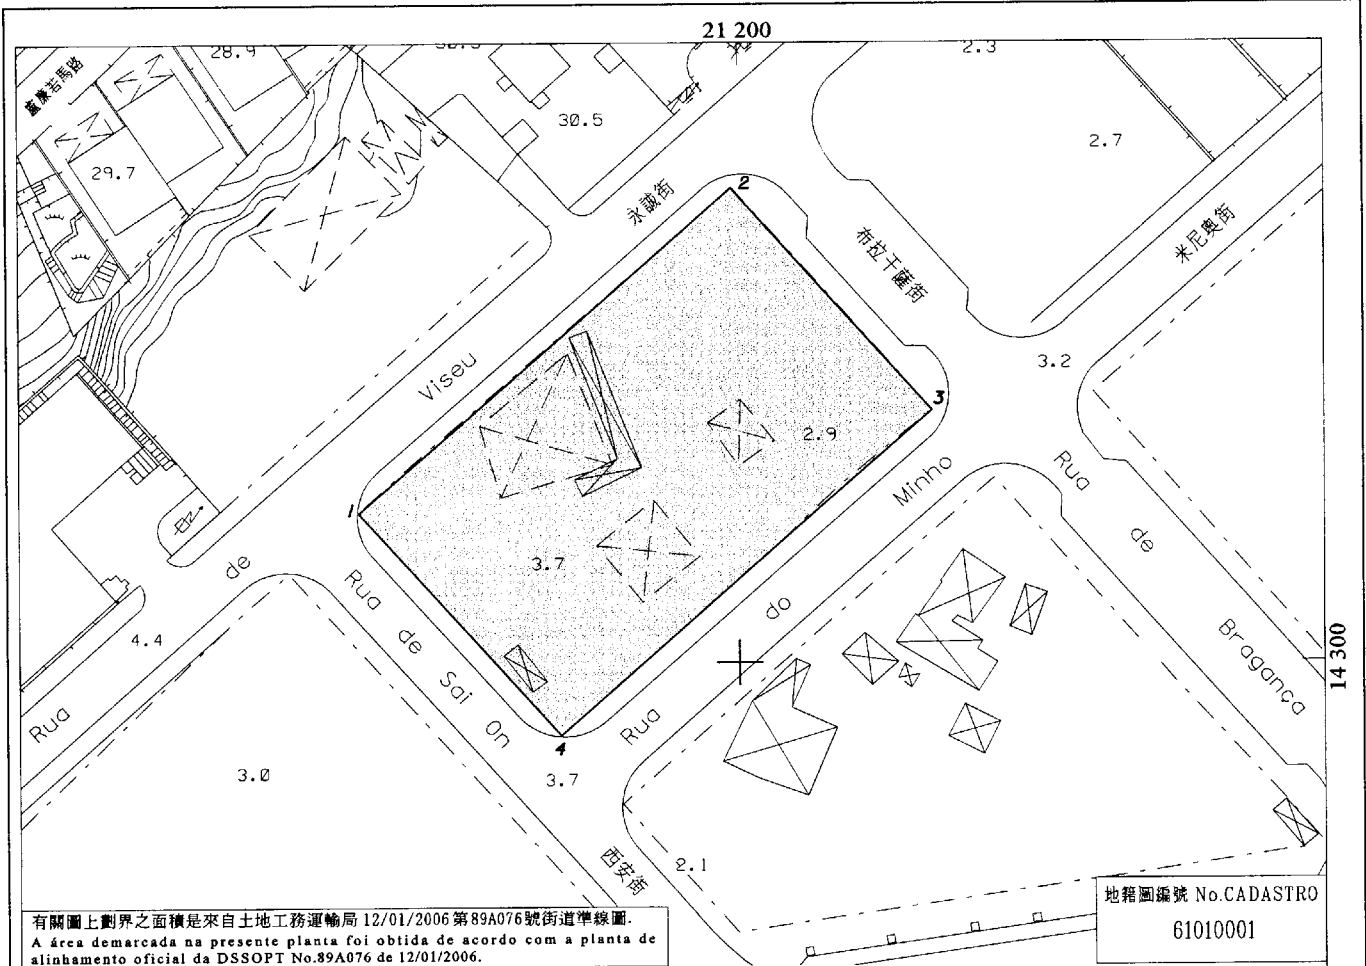 21 200
28.9
2.3
盧廉若馬路
30.5
2.7
29.7
永誠街
2
布拉干薩街
米尼奧街
3.2
Viseu
3
2.9
Minho
Rua
1
3.7
de
de
Rua
do
de
4.4
Sai
Bragança
14 300
Rua
On
Rua
4
3.0
3.7
西安街
2.1
地籍圖編號 No.CADASTRO
61010001
有關圖上劃界之面積是來自土地工務運輸局 12/01/2006 第89A076號街道準線圖.
A área demarcada na presente planta foi obtida de acordo com a planta de
alinhamento oficial da DSSOPT No.89A076 de 12/01/2006.